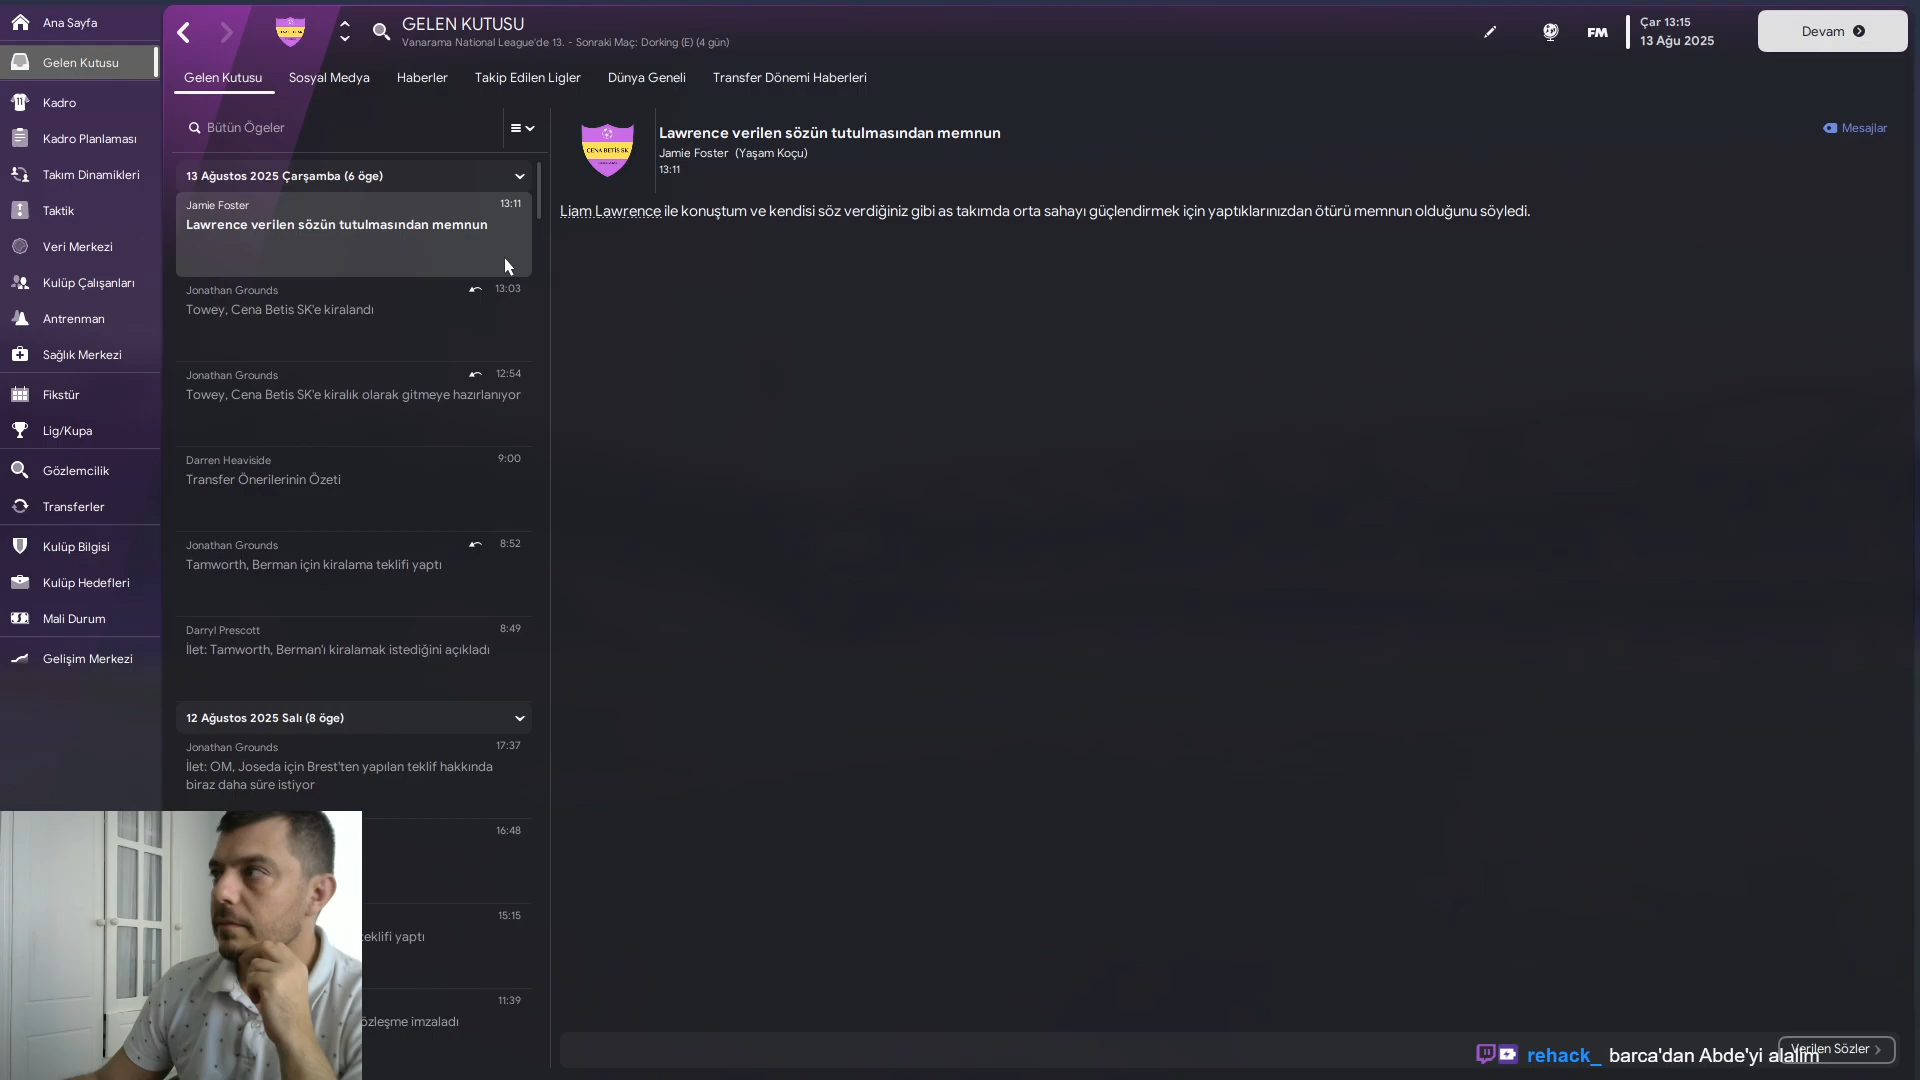 Ana Sayfa
Gelen Kutusu
Kadro
Kadro Planlaması
Takım Dinamikleri
Taktik
Veri Merkezi
Kulüp Çalışanları
Antrenman
Sağlık Merkezi
Fikstür
Lig/Kupa
Gözlemcilik
Transferler
Kulüp Bilgisi
Kulüp Hedefleri
Mali Durum
Gelişim Merkezi
GELEN KUTUSU
Vanarama National League'de 13. - Sonraki Maç: Dorking (E) (4 gün)
FM
Çar 13:15
13 Ağu 2025
Devam
Gelen Kutusu Sosyal Medya Haberler Takip Edilen Ligler Dünya Geneli Transfer Dönemi Haberleri
Bütün Ögeler
13 Ağustos 2025 Çarşamba (6 öge)
Jamie Foster 13:11
Lawrence verilen sözün tutulmasından memnun
Jonathan Grounds 13:03
Towey, Cena Betis SK'e kiralandı
Jonathan Grounds 12:54
Towey, Cena Betis SK'e kiralık olarak gitmeye hazırlanıyor
Darren Heaviside 9:00
Transfer Önerilerinin Özeti
Jonathan Grounds 8:52
Tamworth, Berman için kiralama teklifi yaptı
Darryl Prescott 8:49
İlet: Tamworth, Berman'ı kiralamak istediğini açıkladı
12 Ağustos 2025 Salı (8 öge)
Jonathan Grounds 17:37
İlet: OM, Joseda için Brest'ten yapılan teklif hakkında
biraz daha süre istiyor
16:48
15:15
teklifi yaptı
11:39
özleşme imzaladı
CENA BETİS SK
Lawrence verilen sözün tutulmasından memnun
Jamie Foster (Yaşam Koçu)
13:11
Mesajlar
Liam Lawrence ile konuştum ve kendisi söz verdiğiniz gibi as takımda orta sahayı güçlendirmek için yaptıklarınızdan ötürü memnun olduğunu söyledi.
Verilen Sözler
rehack_ barca'dan Abde'yi alalim